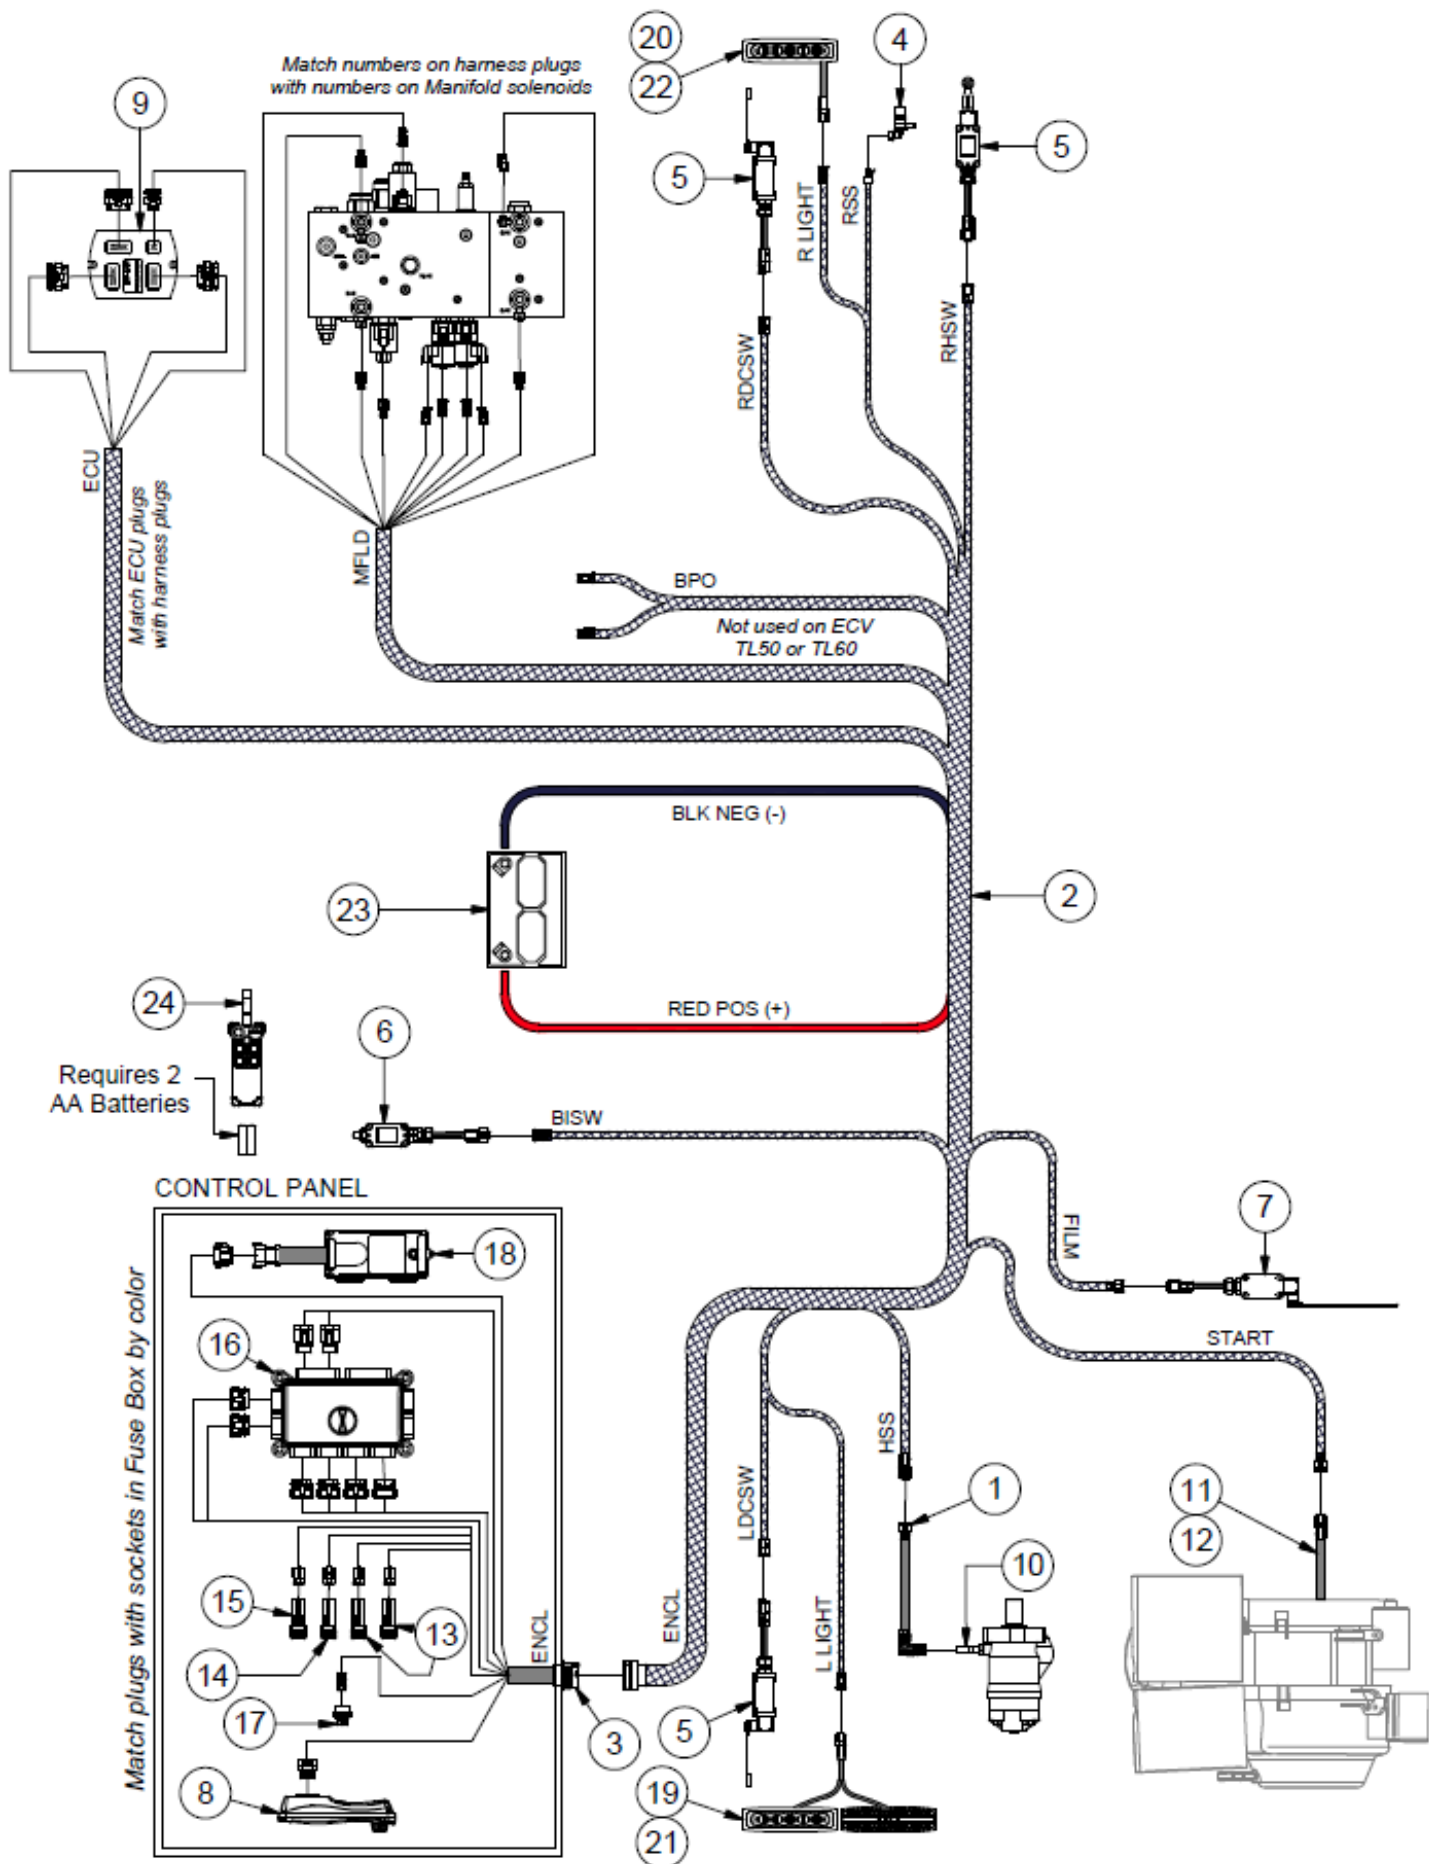 20
22
4
Match numbers on harness plugs
with numbers on Manifold solenoids
9
5
5
R LIGHT
RSS
RHSW
RDCSW
ECU
Match ECU plugs
with harness plugs
MFLD
BPO
Not used on ECV
TL50 or TL60
BLK NEG (-)
23
2
RED POS (+)
24
6
Requires 2
AA Batteries
BISW
CONTROL PANEL
7
FILM
18
START
16
Match plugs with sockets in Fuse Box by color
HSS
1
11
12
LDCSW
10
15
13
ENCL
ENCL
L LIGHT
14
17
5
3
8
19
21